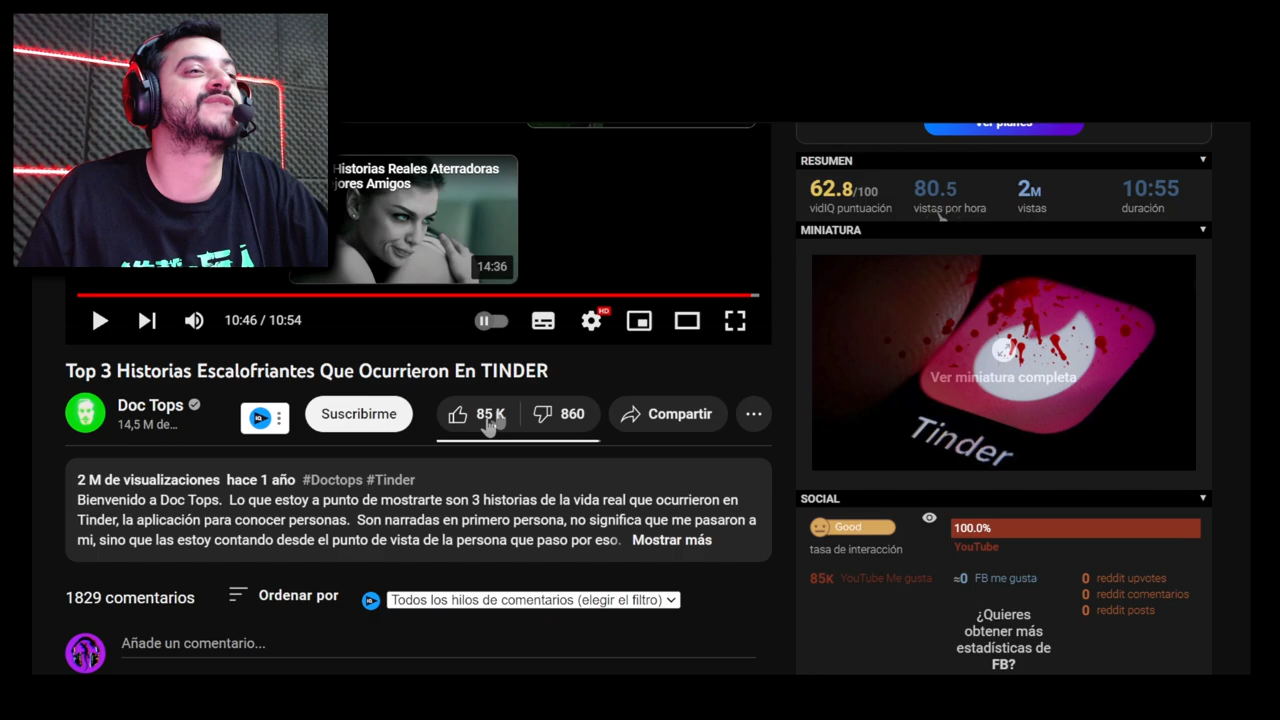 Historias Reales Aterradoras
jores Amigos
14:36
10:46 / 10:54
HD
Top 3 Historias Escalofriantes Que Ocurrieron En TINDER
Doc Tops
14,5 M de...
Suscribirme
85 K
860
Compartir
2 M de visualizaciones hace 1 año #Doctops #Tinder
Bienvenido a Doc Tops. Lo que estoy a punto de mostrarte son 3 historias de la vida real que ocurrieron en
Tinder, la aplicación para conocer personas. Son narradas en primero persona, no significa que me pasaron a
mi, sino que las estoy contando desde el punto de vista de la persona que paso por eso. Mostrar más
1829 comentarios
Ordenar por
Todos los hilos de comentarios (elegir el filtro)
Añade un comentario...
Ver planes
RESUMEN
62.8/100
vidIQ puntuación
80.5
vistas por hora
2M
vistas
10:55
duración
MINIATURA
Ver miniatura completa
Tinder
SOCIAL
Good
tasa de interacción
100.0%
YouTube
85K YouTube Me gusta
≈0 FB me gusta
0 reddit upvotes
0 reddit comentarios
0 reddit posts
¿Quieres
obtener más
estadísticas de
FB?